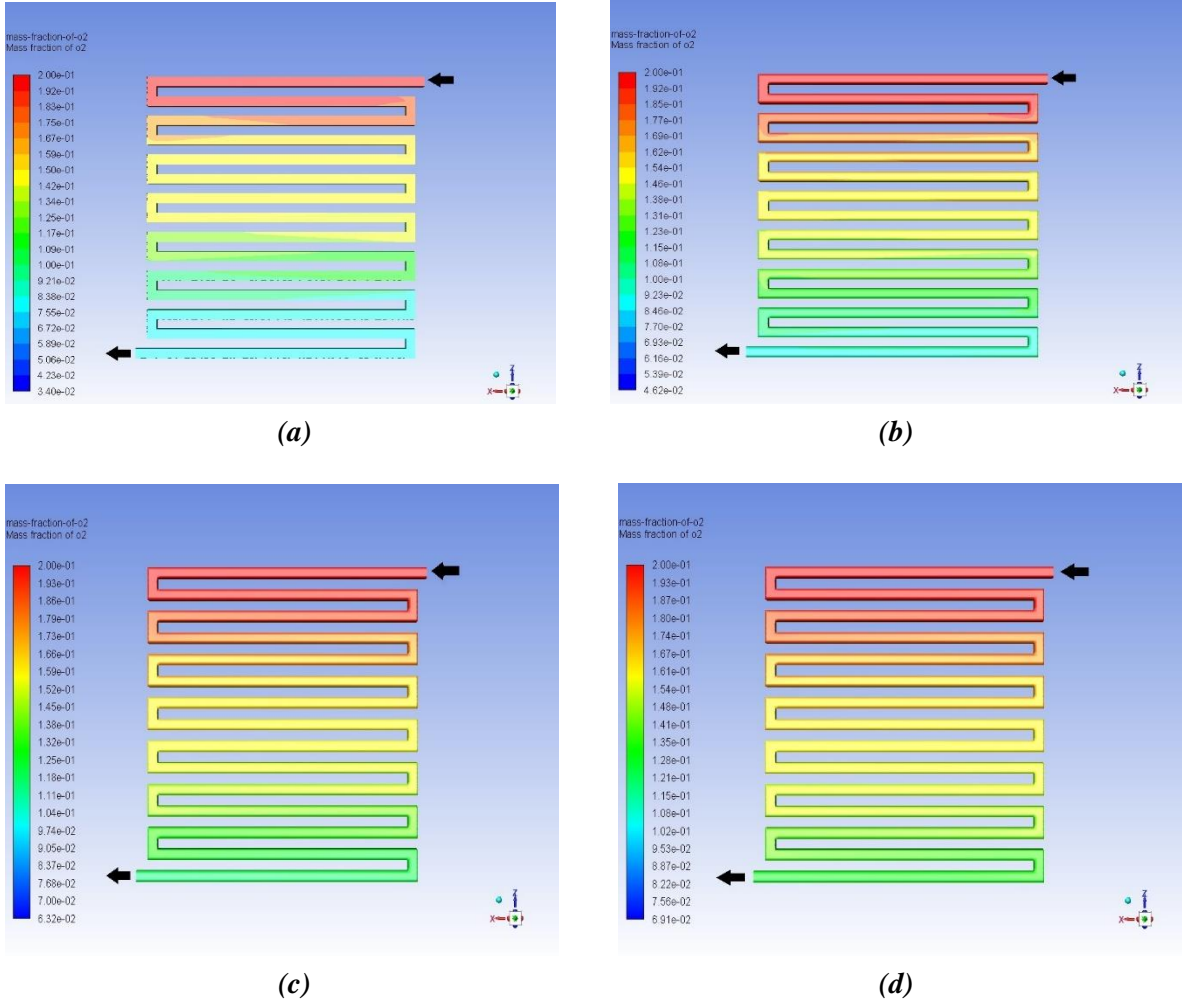 mass-fraction-of-o2
Mass fraction of o2
2.00e-01
1.92e-01
1.83e-01
1.75e-01
1.67e-01
1.59e-01
1.50e-01
1.42e-01
1.34e-01
1.25e-01
1.17e-01
1.09e-01
1.00e-01
9.21e-02
8.38e-02
7.55e-02
6.72e-02
5.89e-02
5.06e-02
4.23e-02
3.40e-02
Z
X
(a)
mass-fraction-of-o2
Mass fraction of o2
2.00e-01
1.92e-01
1.85e-01
1.77e-01
1.69e-01
1.62e-01
1.54e-01
1.46e-01
1.38e-01
1.31e-01
1.23e-01
1.15e-01
1.08e-01
1.00e-01
9.23e-02
8.46e-02
7.70e-02
6.93e-02
6.16e-02
5.39e-02
4.62e-02
Z
X
(b)
mass-fraction-of-o2
Mass fraction of o2
2.00e-01
1.93e-01
1.86e-01
1.79e-01
1.73e-01
1.66e-01
1.59e-01
1.52e-01
1.45e-01
1.38e-01
1.32e-01
1.25e-01
1.18e-01
1.11e-01
1.04e-01
9.74e-02
9.05e-02
8.37e-02
7.68e-02
7.00e-02
6.32e-02
Z
X
(c)
mass-fraction-of-o2
Mass fraction of o2
2.00e-01
1.93e-01
1.87e-01
1.80e-01
1.74e-01
1.67e-01
1.61e-01
1.54e-01
1.48e-01
1.41e-01
1.35e-01
1.28e-01
1.21e-01
1.15e-01
1.08e-01
1.02e-01
9.53e-02
8.87e-02
8.22e-02
7.56e-02
6.91e-02
Z
X
(d)